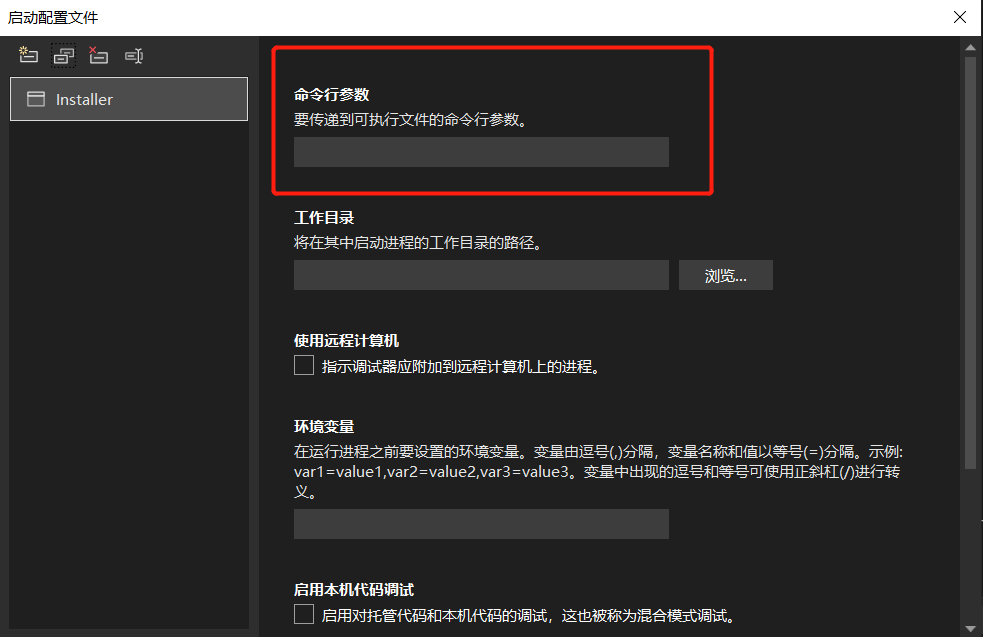 启动配置文件
Installer
命令行参数
要传递到可执行文件的命令行参数。
工作目录
将在其中启动进程的工作目录的路径。
浏览...
使用远程计算机
指示调试器应附加到远程计算机上的进程。
环境变量
在运行进程之前要设置的环境变量。变量由逗号(,)分隔，变量名称和值以等号(=)分隔。示例:
var1=value1,var2=value2,var3=value3。变量中出现的逗号和等号可使用正斜杠(/)进行转
义。
启用本机代码调试
启用对托管代码和本机代码的调试，这也被称为混合模式调试。